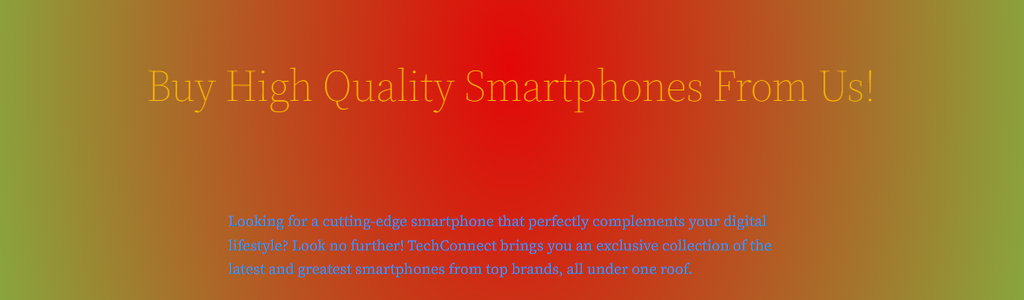 Buy High Quality Smartphones From Us!
Looking for a cutting-edge smartphone that perfectly complements your digital
lifestyle? Look no further! TechConnect brings you an exclusive collection of the
latest and greatest smartphones from top brands, all under one roof.